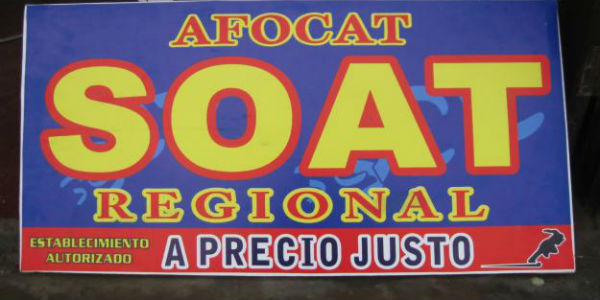 AFOCAT
SOAT
REGIONAL
ESTABLECIMIENTO
AUTORIZADO
A PRECIO JUSTO